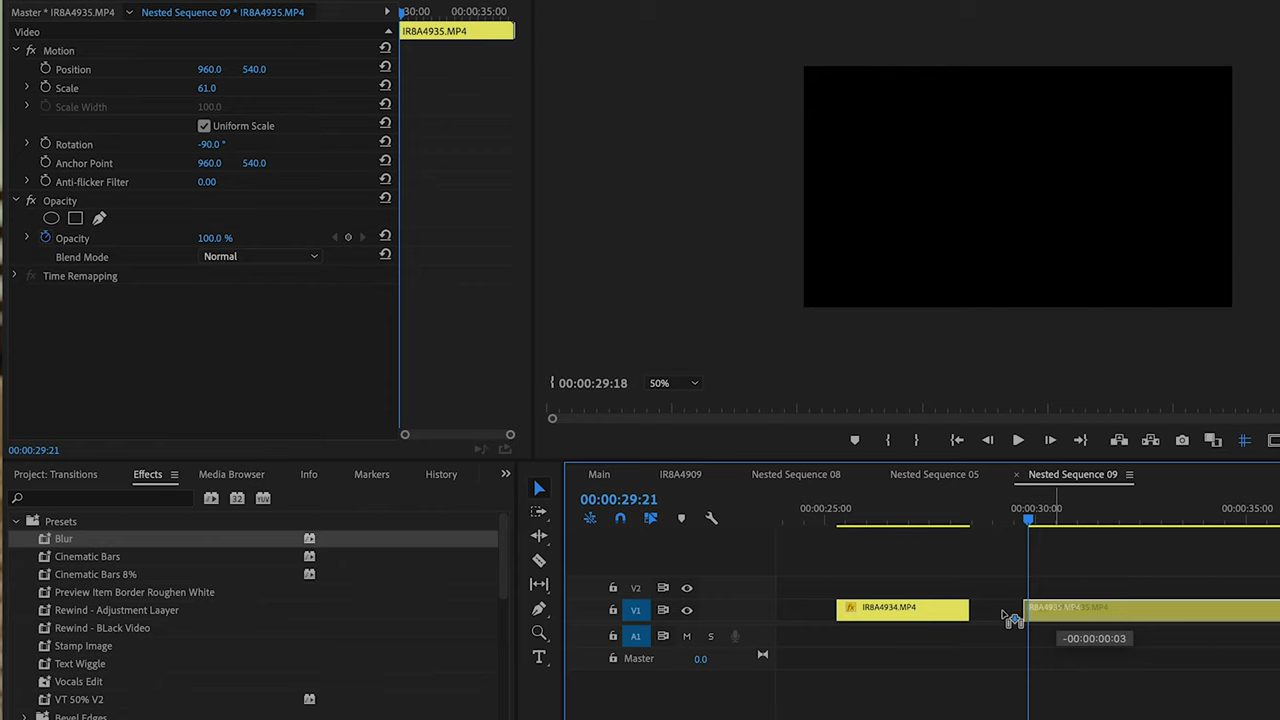 Master * IR8A4935.MP4
Nested Sequence 09 * IR8A4935.MP4
:30:00
00:00:35:00
Video
IR8A4935.MP4
fx Motion
Position 960.0 540.0
Scale 61.0
Scale Width 100.0
Uniform Scale
Rotation -90.0 °
Anchor Point 960.0 540.0
Anti-flicker Filter 0.00
fx Opacity
Opacity 100.0 %
Blend Mode Normal
fx Time Remapping
00:00:29:18
50%
00:00:29:21
Project: Transitions
Effects
Media Browser
Info
Markers
History
Presets
Blur
Cinematic Bars
Cinematic Bars 8%
Preview Item Border Roughen White
Rewind - Adjustment Laayer
Rewind - BLack Video
Stamp Image
Text Wiggle
Vocals Edit
VT 50% V2
Bevel Edges
Main
IR8A4909
Nested Sequence 08
Nested Sequence 05
Nested Sequence 09
00:00:29:21
00:00:25:00
00:00:30:00
00:00:35:00
V2
V1
fx IR8A4934.MP4
A1 M S
Master 0.0
-00:00:00:03